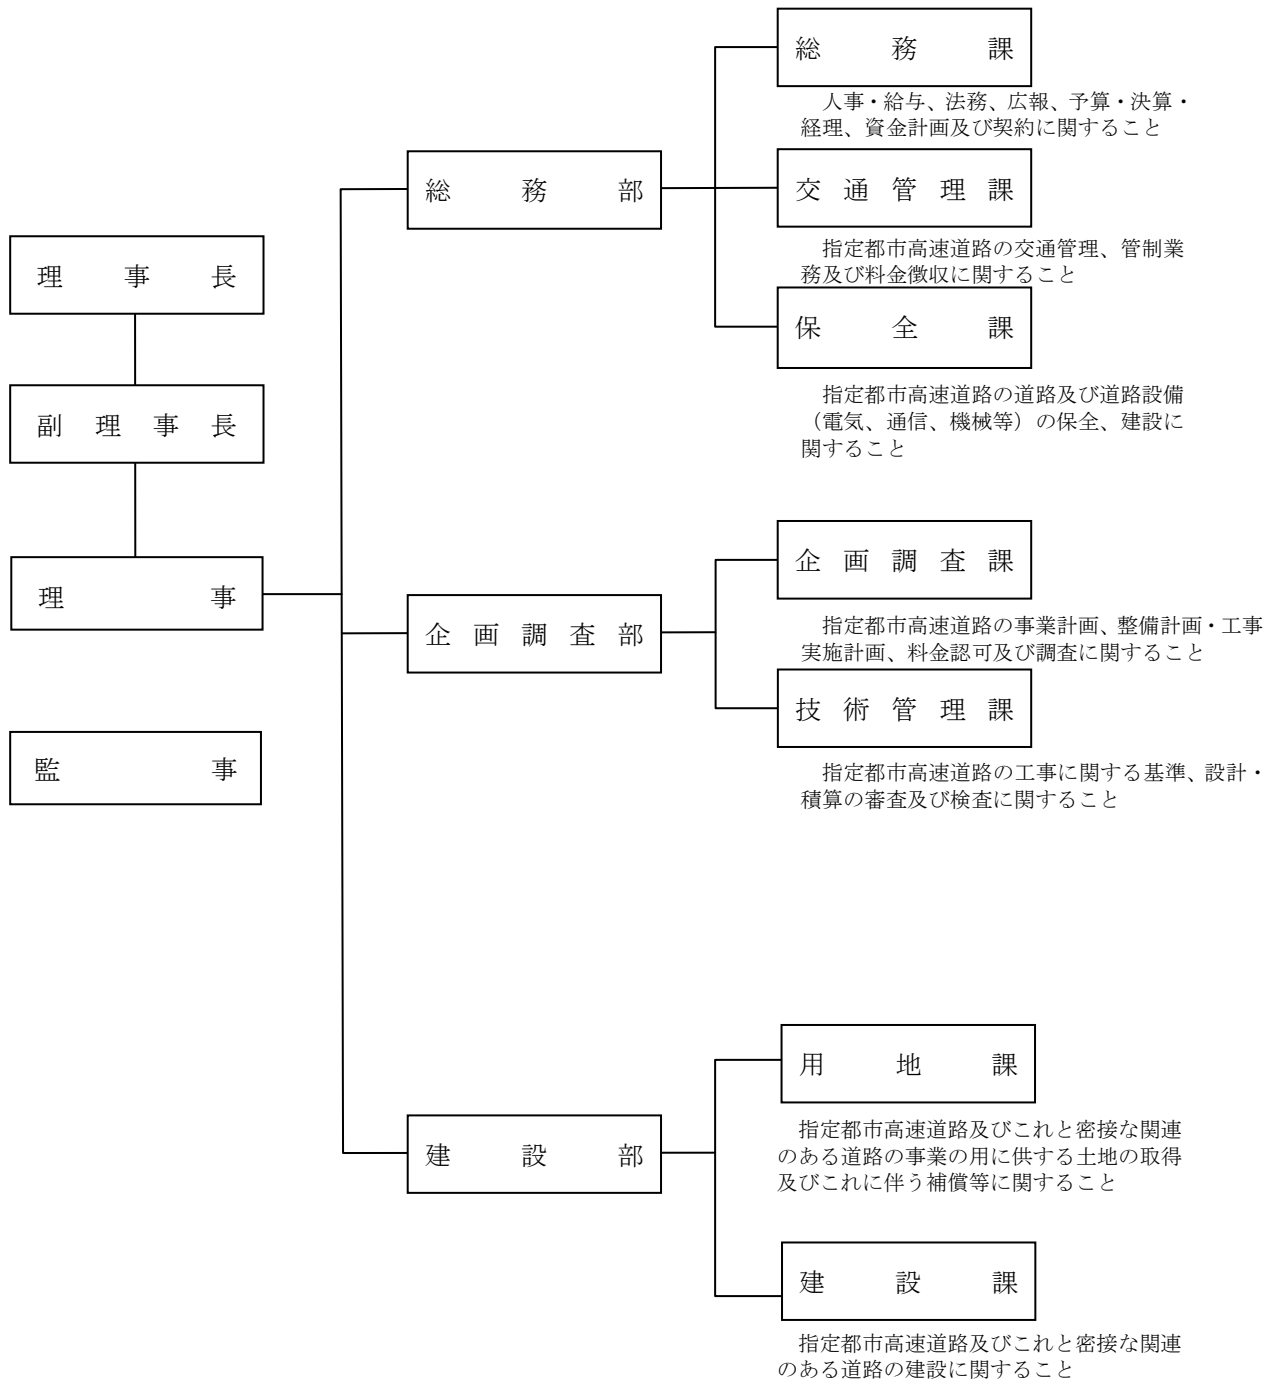 理事長
副理事長
理事
監事
総務部
総務課
人事・給与、法務、広報、予算・決算・
経理、資金計画及び契約に関すること
交通管理課
指定都市高速道路の交通管理、管制業
務及び料金徴収に関すること
保全課
指定都市高速道路の道路及び道路設備
（電気、通信、機械等）の保全、建設に
関すること
企画調査部
企画調査課
指定都市高速道路の事業計画、整備計画・工事
実施計画、料金認可及び調査に関すること
技術管理課
指定都市高速道路の工事に関する基準、設計・
積算の審査及び検査に関すること
建設部
用地課
指定都市高速道路及びこれと密接な関連
のある道路の事業の用に供する土地の取得
及びこれに伴う補償等に関すること
建設課
指定都市高速道路及びこれと密接な関連
のある道路の建設に関すること